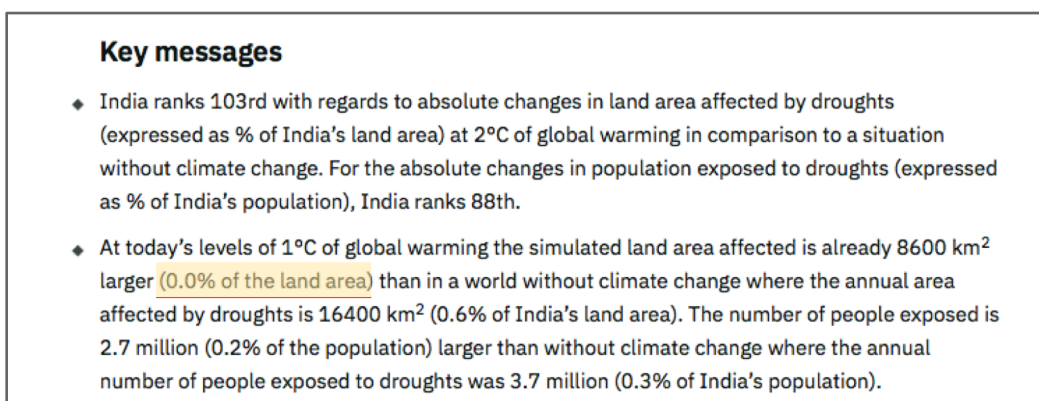 Key messages
◆ India ranks 103rd with regards to absolute changes in land area affected by droughts
(expressed as % of India's land area) at 2°C of global warming in comparison to a situation
without climate change. For the absolute changes in population exposed to droughts (expressed
as % of India's population), India ranks 88th.
◆ At today's levels of 1°C of global warming the simulated land area affected is already 8600 km²
larger (0.0% of the land area) than in a world without climate change where the annual area
affected by droughts is 16400 km² (0.6% of India's land area). The number of people exposed is
2.7 million (0.2% of the population) larger than without climate change where the annual
number of people exposed to droughts was 3.7 million (0.3% of India's population).